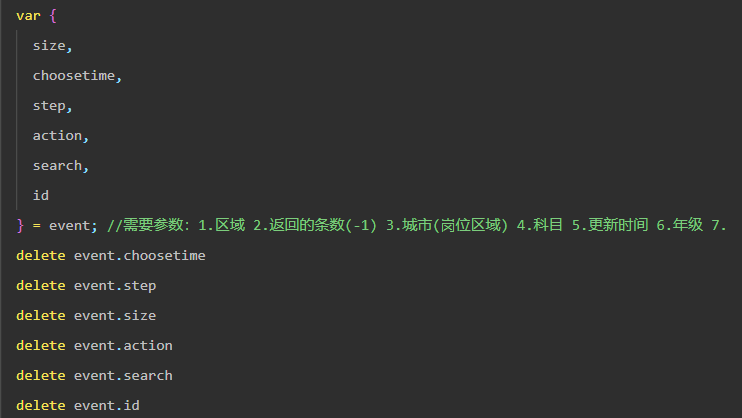 var {
  size,
  choosetime,
  step,
  action,
  search,
  id
} = event; //需要参数: 1.区域 2.返回的条数(-1) 3.城市(岗位区域) 4.科目 5.更新时间 6.年级 7.
delete event.choosetime
delete event.step
delete event.size
delete event.action
delete event.search
delete event.id